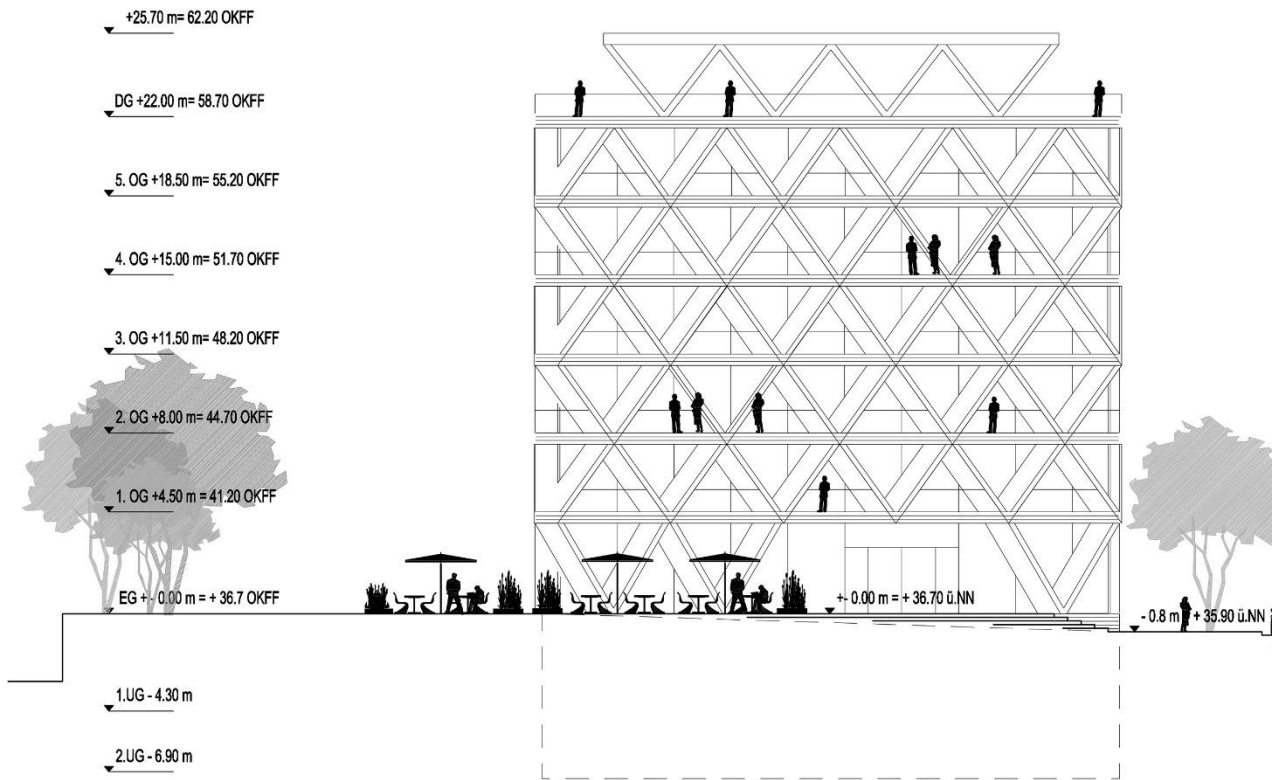 +25.70 m= 62.20 OKFF
DG +22.00 m= 58.70 OKFF
5. OG +18.50 m= 55.20 OKFF
4. OG +15.00 m= 51.70 OKFF
3. OG +11.50 m= 48.20 OKFF
2. OG +8.00 m= 44.70 OKFF
1. OG +4.50 m = 41.20 OKFF
EG + - 0.00 m = + 36.7 OKFF
+- 0.00 m = + 36.70 ü.NN
- 0.8 m + 35.90 ü.NN
1.UG - 4.30 m
2.UG - 6.90 m